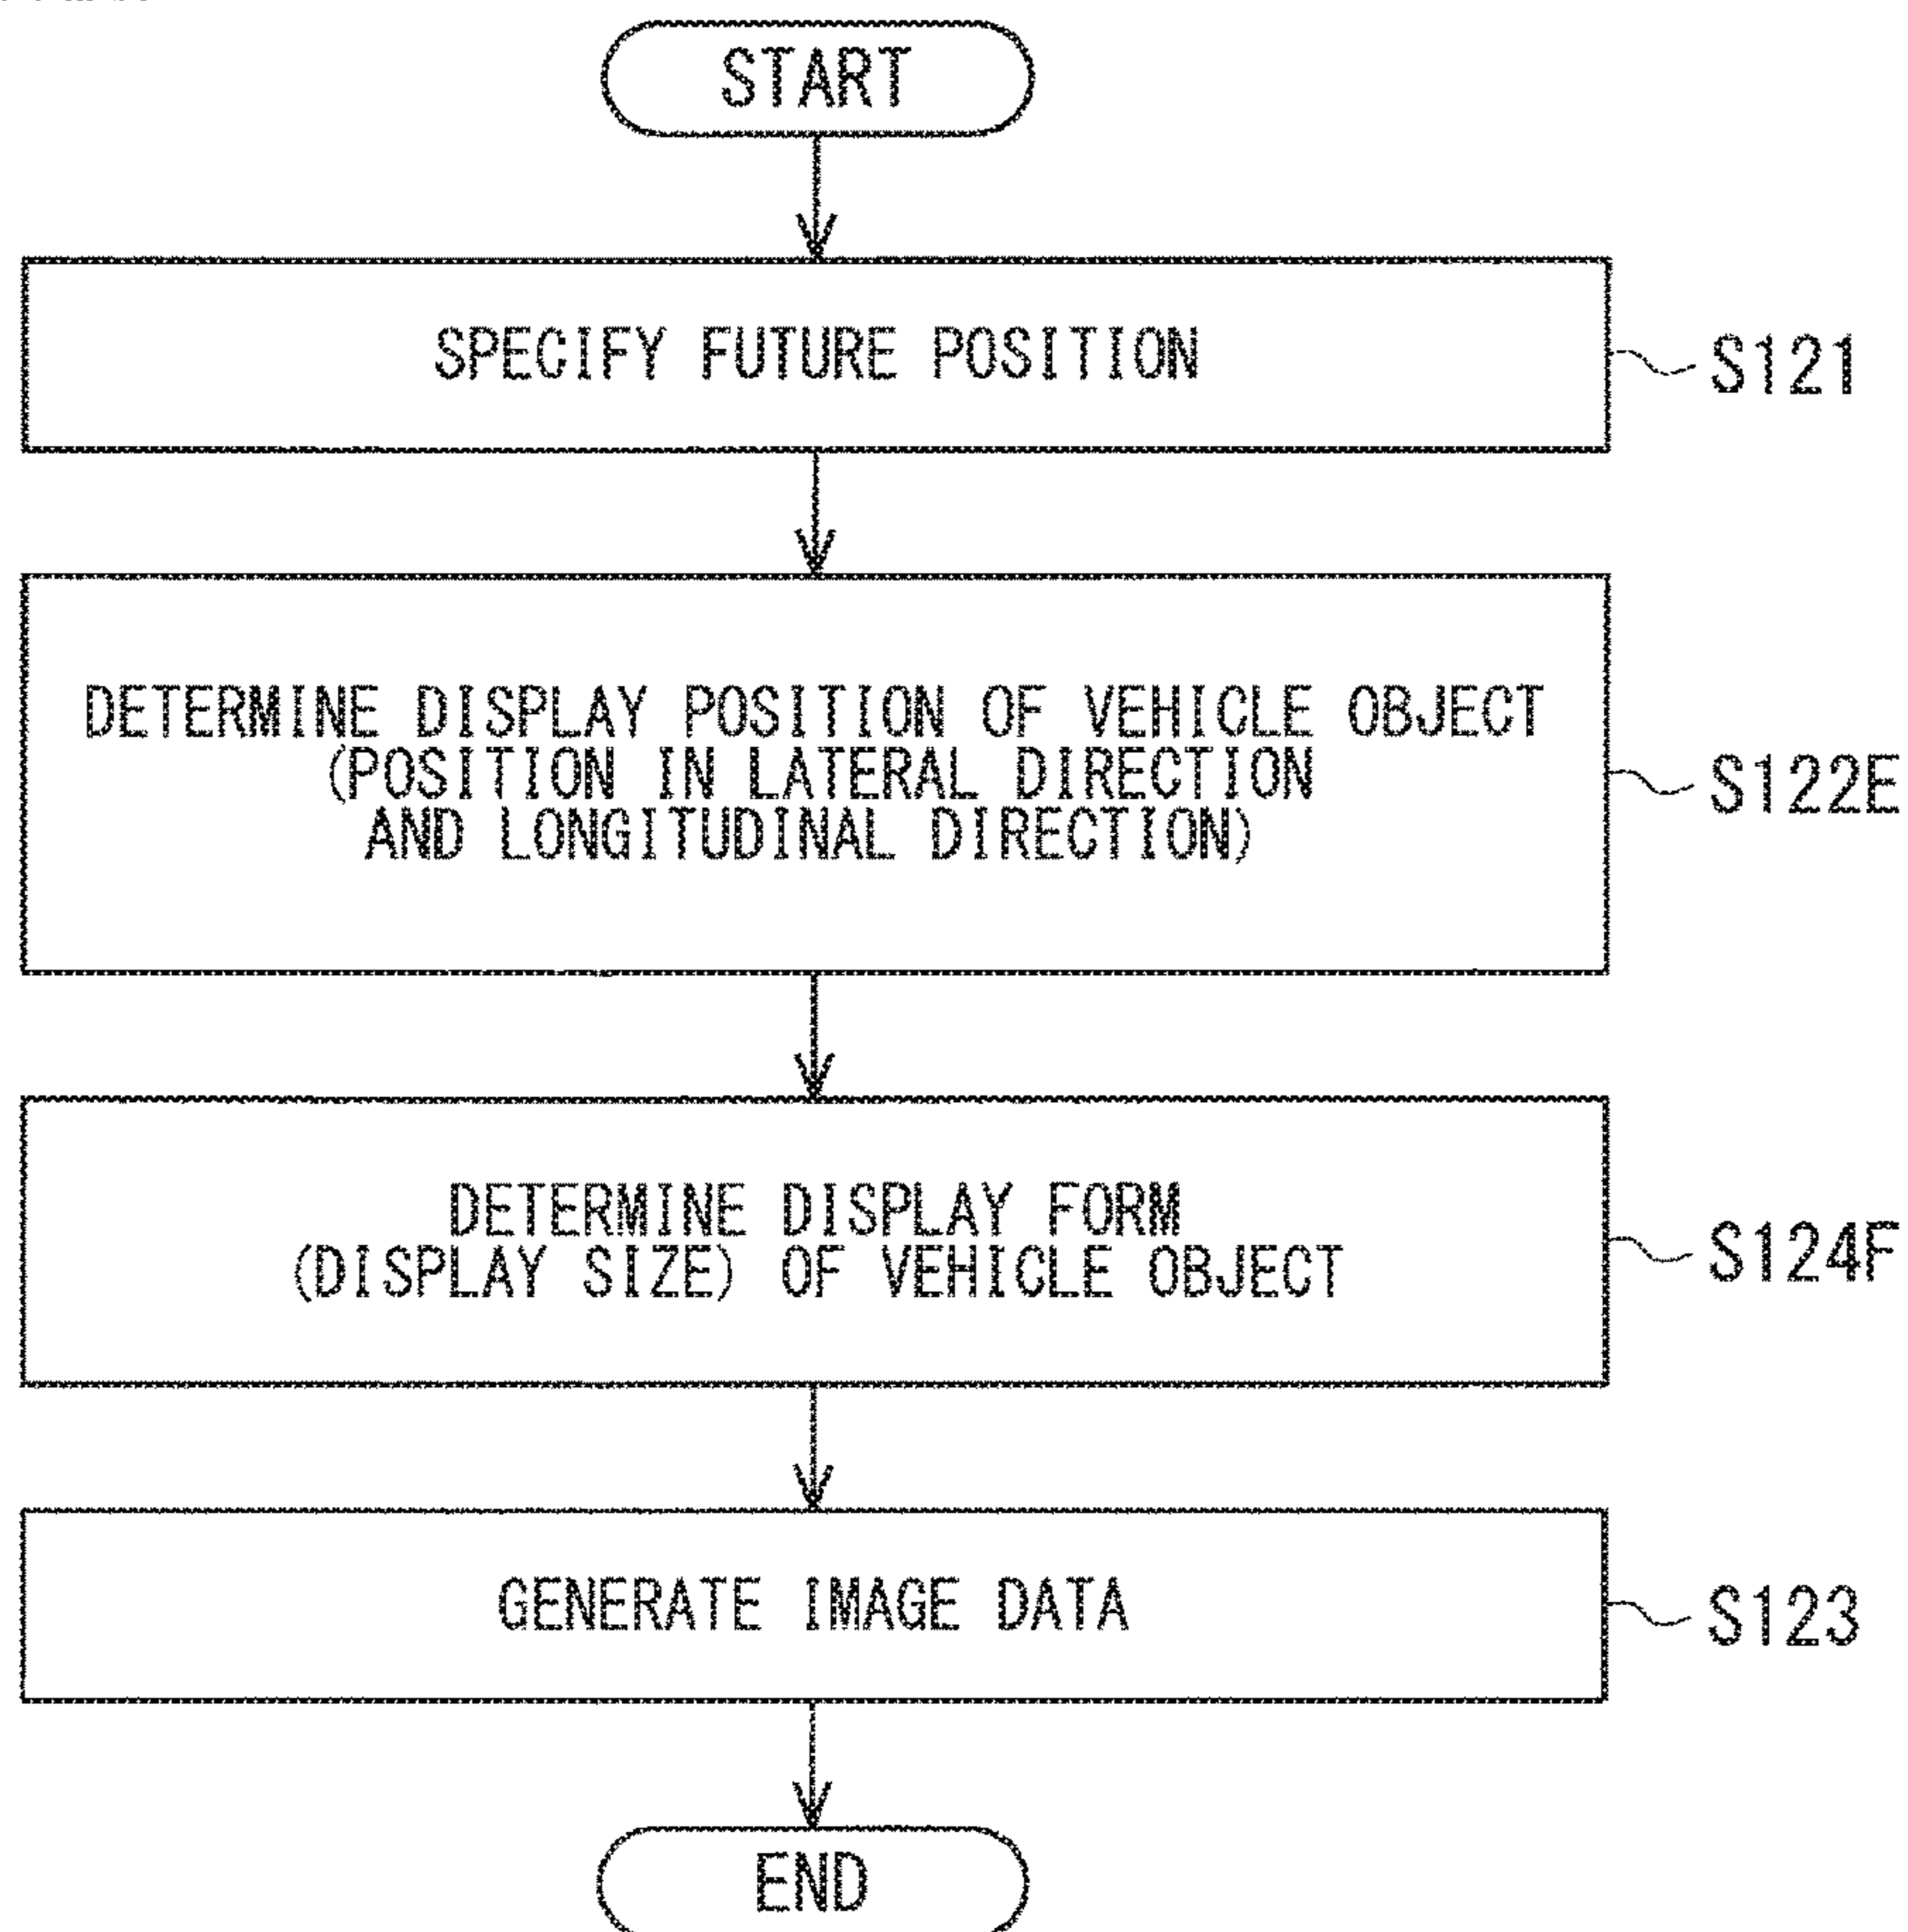 START
SPECIFY FUTURE POSITION
S121
DETERMINE DISPLAY POSITION OF VEHICLE OBJECT
(POSITION IN LATERAL DIRECTION
AND LONGITUDINAL DIRECTION)
S122E
DETERMINE DISPLAY FORM
(DISPLAY SIZE) OF VEHICLE OBJECT
S124F
GENERATE IMAGE DATA
S123
END